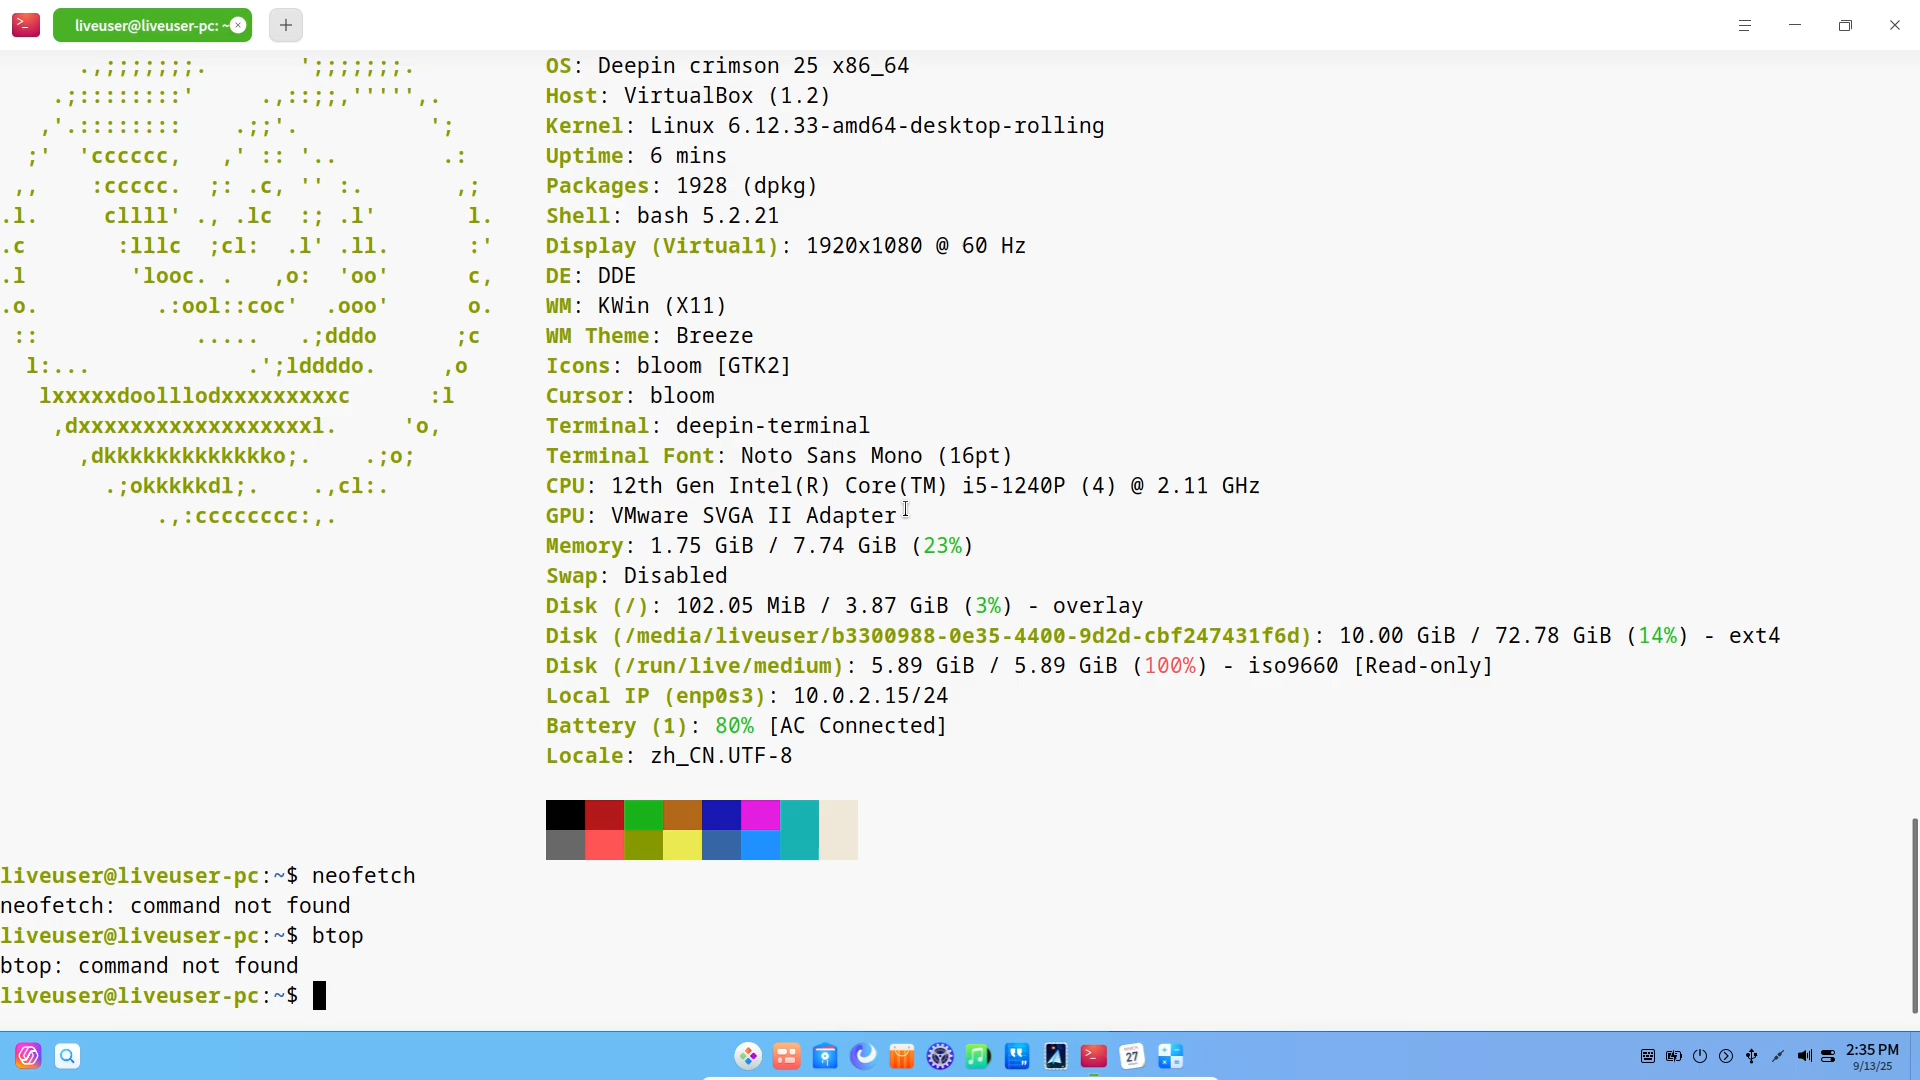 liveuser@liveuser-pc: ~
OS: Deepin crimson 25 x86_64
Host: VirtualBox (1.2)
Kernel: Linux 6.12.33-amd64-desktop-rolling
Uptime: 6 mins
Packages: 1928 (dpkg)
Shell: bash 5.2.21
Display (Virtual1): 1920x1080 @ 60 Hz
DE: DDE
WM: KWin (X11)
WM Theme: Breeze
Icons: bloom [GTK2]
Cursor: bloom
Terminal: deepin-terminal
Terminal Font: Noto Sans Mono (16pt)
CPU: 12th Gen Intel(R) Core(TM) i5-1240P (4) @ 2.11 GHz
GPU: VMware SVGA II Adapter
Memory: 1.75 GiB / 7.74 GiB (23%)
Swap: Disabled
Disk (/): 102.05 MiB / 3.87 GiB (3%) - overlay
Disk (/media/liveuser/b3300988-0e35-4400-9d2d-cbf247431f6d): 10.00 GiB / 72.78 GiB (14%) - ext4
Disk (/run/live/medium): 5.89 GiB / 5.89 GiB (100%) - iso9660 [Read-only]
Local IP (enp0s3): 10.0.2.15/24
Battery (1): 80% [AC Connected]
Locale: zh_CN.UTF-8
liveuser@liveuser-pc:~$ neofetch
neofetch: command not found
liveuser@liveuser-pc:~$ btop
btop: command not found
liveuser@liveuser-pc:~$
27
2:35 PM
9/13/25